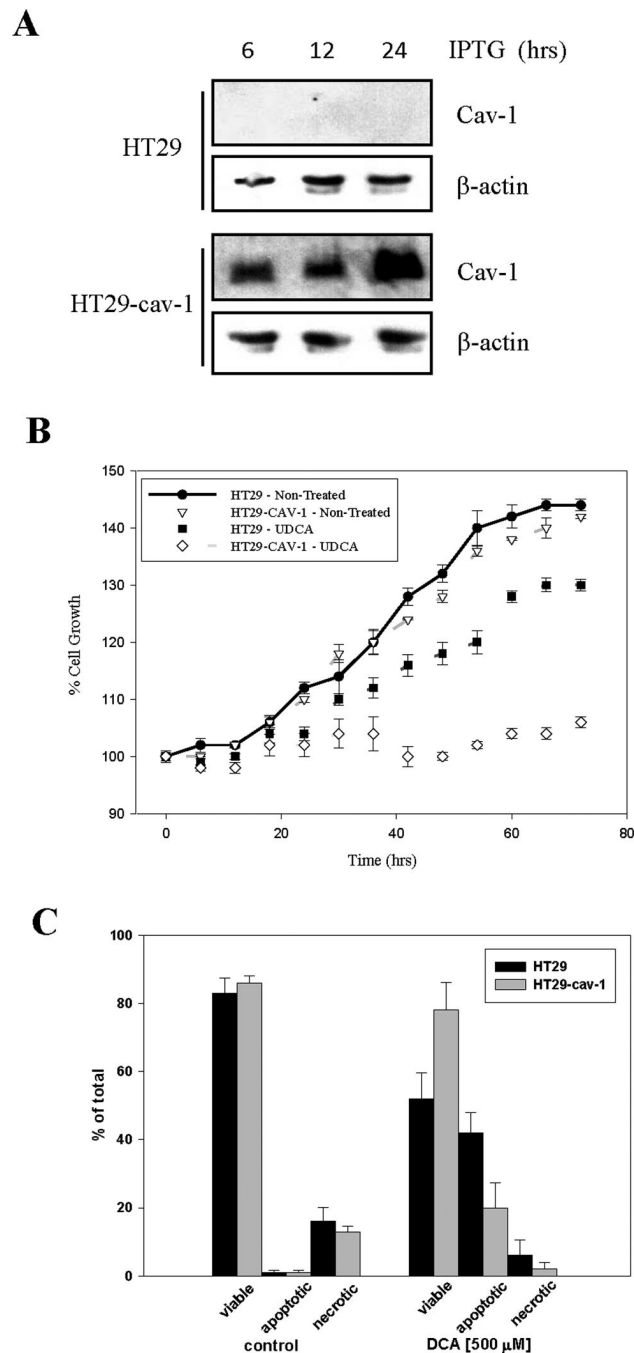 A
6 12 24 IPTG (hrs)
Cav-1
HT29
β-actin
Cav-1
HT29-cav-1
β-actin
B
150
140
130
120
110
100
90
% Cell Growth
HT29 - Non-Treated
HT29-CAV-1 - Non-Treated
HT29 - UDCA
HT29-CAV-1 - UDCA
0 20 40 60 80
Time (hrs)
C
100
80
60
40
20
0
% of total
HT29
HT29-cav-1
viable apoptotic necrotic viable apoptotic necrotic
control DCA [500 µM]